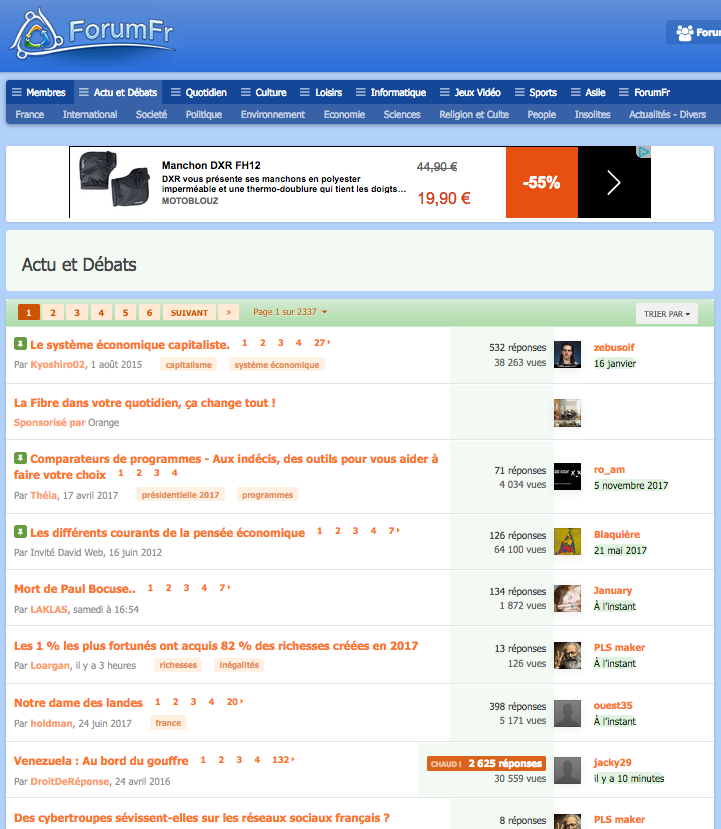 ForumFr
Membres Actu et Débats Quotidien Culture Loisirs Informatique Jeux Vidéo Sports Asile ForumFr
France International Societé Politique Environnement Economie Sciences Religion et Culte People Insolites Actualités - Divers
Manchon DXR FH12
DXR vous présente ses manchons en polyester
imperméable et une thermo-doublure qui tient les doigts...
MOTOBLOUZ
44,90 €
19,90 €
-55%
Actu et Débats
1 2 3 4 5 6 SUIVANT » Page 1 sur 2337 TRIER PAR
Le système économique capitaliste. 1 2 3 4 27
Par Kyoshiro02, 1 août 2015 capitalisme système économique
532 réponses
38 263 vues
zebusoif
16 janvier
La Fibre dans votre quotidien, ça change tout !
Sponsorisé par Orange
Comparateurs de programmes - Aux indécis, des outils pour vous aider à
faire votre choix 1 2 3 4
Par Théia, 17 avril 2017 présidentielle 2017 programmes
71 réponses
4 034 vues
ro_am
5 novembre 2017
Les différents courants de la pensée économique 1 2 3 4 7
Par Invité David Web, 16 juin 2012
126 réponses
64 100 vues
Blaquière
21 mai 2017
Mort de Paul Bocuse.. 1 2 3 4 7
Par LAKLAS, samedi à 16:54
134 réponses
1 872 vues
January
À l'instant
Les 1 % les plus fortunés ont acquis 82 % des richesses créées en 2017
Par Loargan, il y a 3 heures richesses inégalités
13 réponses
126 vues
PLS maker
À l'instant
Notre dame des landes 1 2 3 4 20
Par holdman, 24 juin 2017 france
398 réponses
5 171 vues
ouest35
À l'instant
Venezuela : Au bord du gouffre 1 2 3 4 132
Par DroitDeRéponse, 24 avril 2016
CHAUD ! 2 625 réponses
30 559 vues
jacky29
il y a 10 minutes
Des cybertroupes sévissent-elles sur les réseaux sociaux français ?
8 réponses
PLS maker